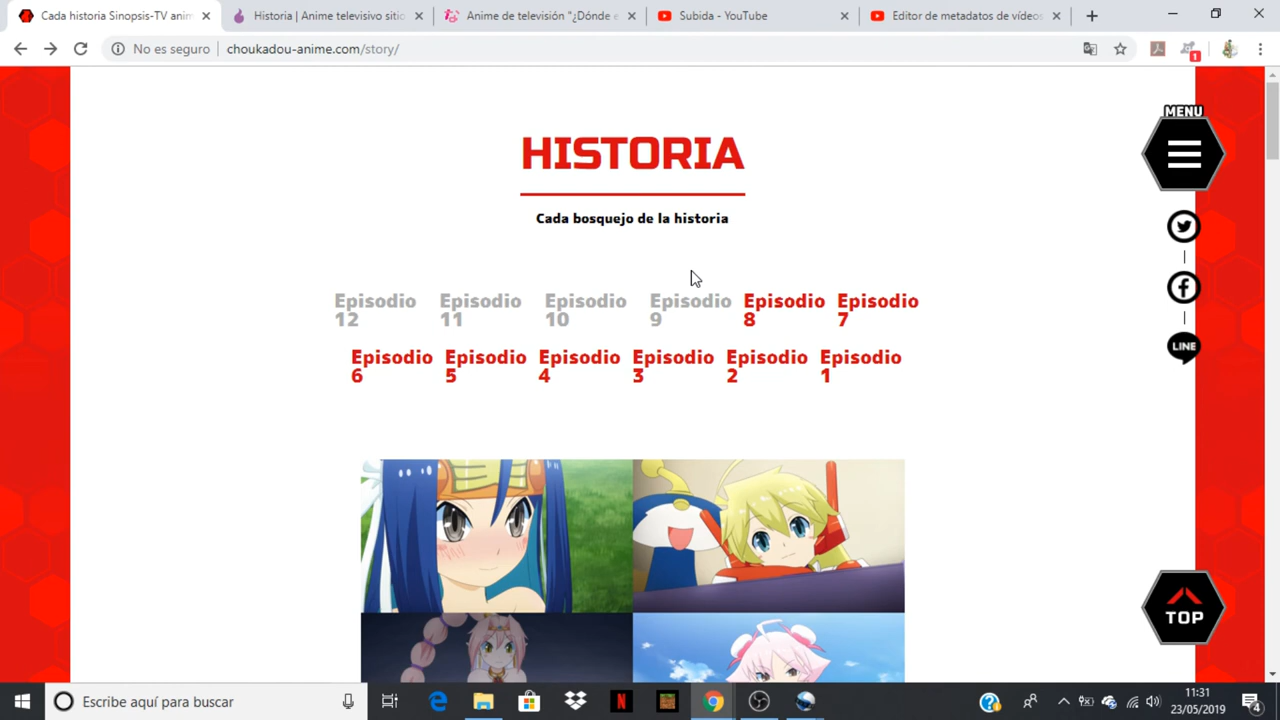 Cada historia Sinopsis-TV anim
Historia | Anime televisivo sitio
Anime de televisión "¿Dónde e
Subida - YouTube
Editor de metadatos de vídeos
No es seguro
choukadou-anime.com/story/
1
MENU
HISTORIA
Cada bosquejo de la historia
Episodio 12
Episodio 11
Episodio 10
Episodio 9
Episodio 8
Episodio 7
Episodio 6
Episodio 5
Episodio 4
Episodio 3
Episodio 2
Episodio 1
LINE
TOP
Escribe aquí para buscar
11:31
23/05/2019
4